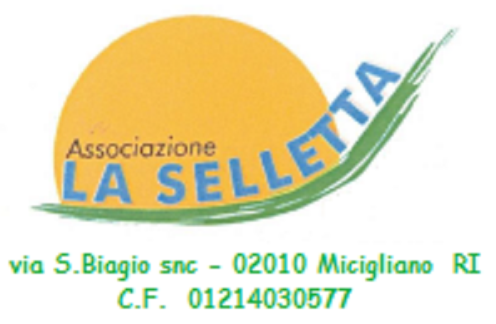 Associazione
LA SELLETTA
via S.Biagio snc - 02010 Micigliano RI
C.F. 01214030577